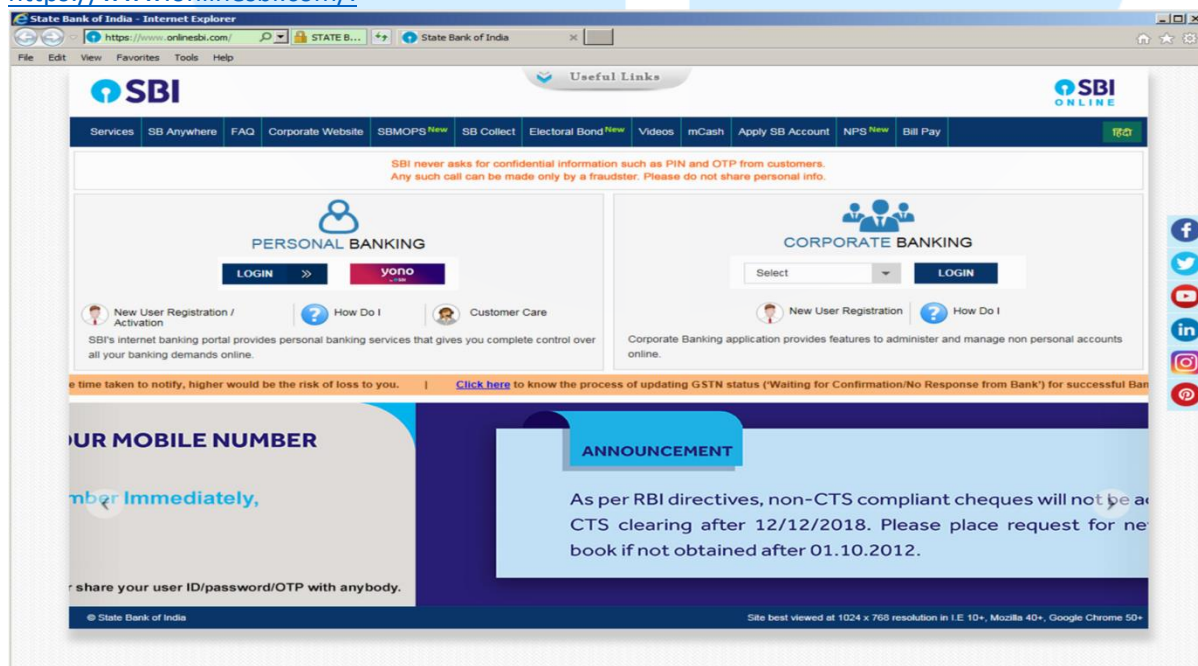 https://www.onlinesbi.com/.
State Bank of India - Internet Explorer
https://www.onlinesbi.com/
STATE B...
State Bank of India
File Edit View Favorites Tools Help
Useful Links
SBI
SBI
ONLINE
Services SB Anywhere FAQ Corporate Website SBMOPS New SB Collect Electoral Bond New Videos mCash Apply SB Account NPS New Bill Pay हिंदी
SBI never asks for confidential information such as PIN and OTP from customers.
Any such call can be made only by a fraudster. Please do not share personal info.
PERSONAL BANKING
LOGIN »
yono
New User Registration /
Activation
How Do I
Customer Care
SBI's internet banking portal provides personal banking services that gives you complete control over
all your banking demands online.
CORPORATE BANKING
Select
LOGIN
New User Registration
How Do I
Corporate Banking application provides features to administer and manage non personal accounts
online.
e time taken to notify, higher would be the risk of loss to you. | Click here to know the process of updating GSTN status ('Waiting for Confirmation/No Response from Bank') for successful Ban
OUR MOBILE NUMBER
mber Immediately,
r share your user ID/password/OTP with anybody.
ANNOUNCEMENT
As per RBI directives, non-CTS compliant cheques will not be ac
CTS clearing after 12/12/2018. Please place request for ne
book if not obtained after 01.10.2012.
© State Bank of India
Site best viewed at 1024 x 768 resolution in I.E 10+, Mozilla 40+, Google Chrome 50+